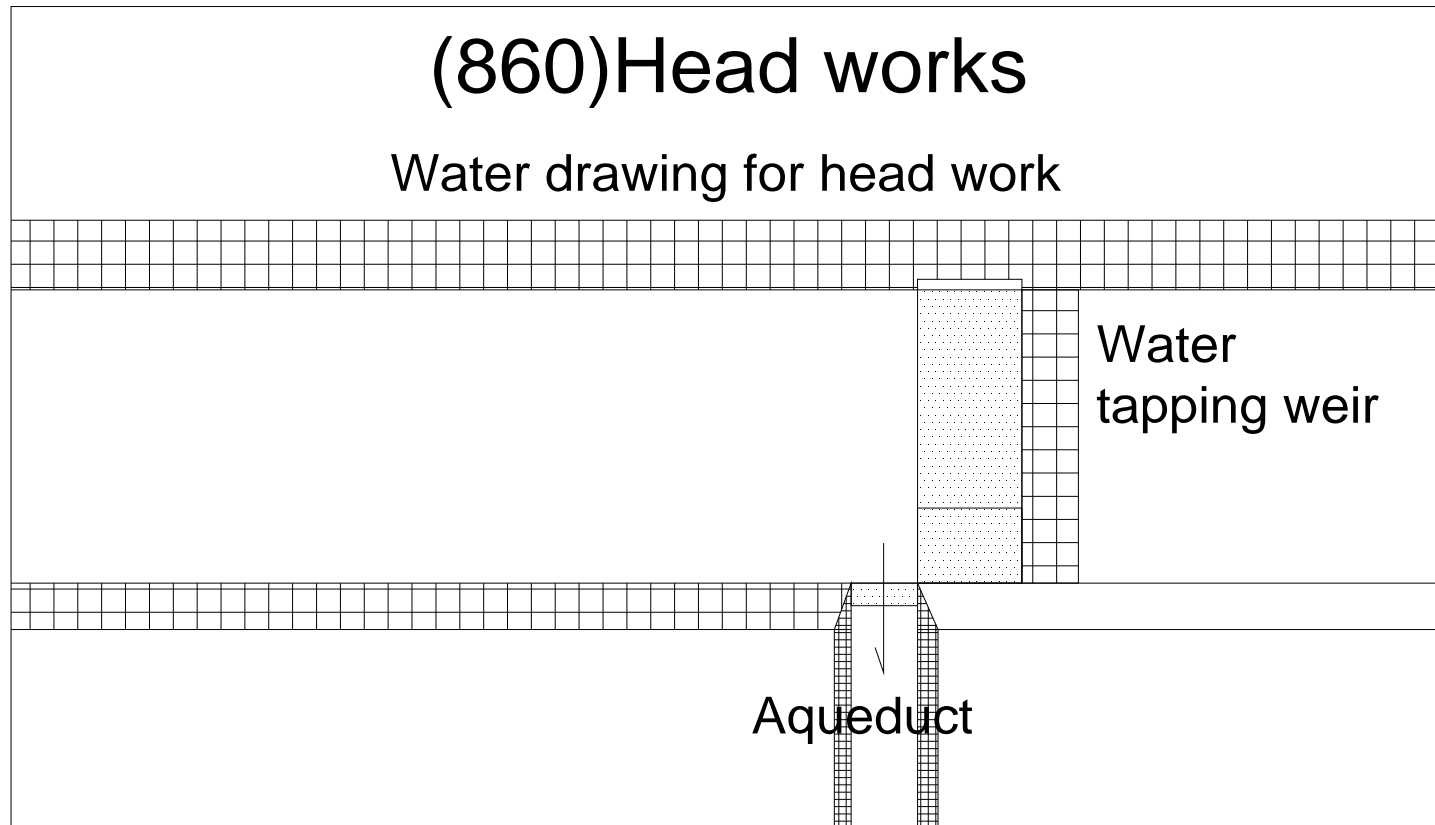 (860)Head works
Water drawing for head work
Water
tapping weir
Aqueduct